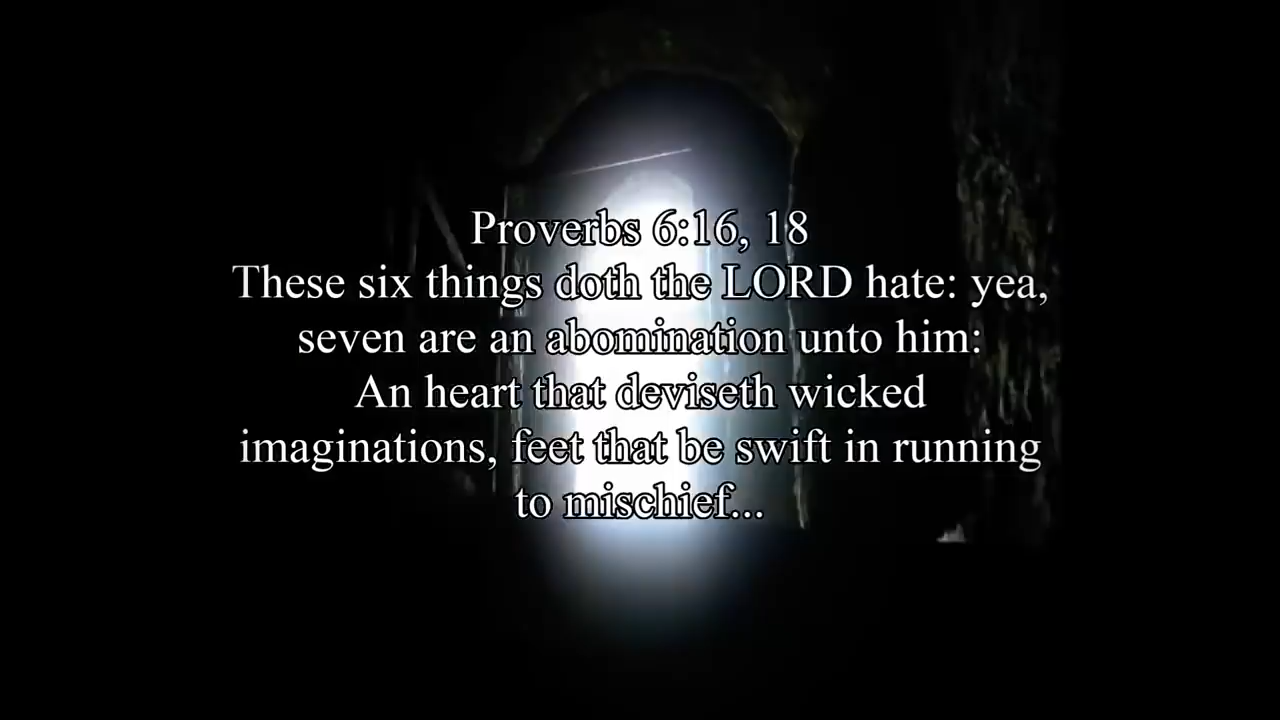 Proverbs 6:16, 18
These six things doth the LORD hate: yea,
seven are an abomination unto him:
An heart that deviseth wicked
imaginations, feet that be swift in running
to mischief...